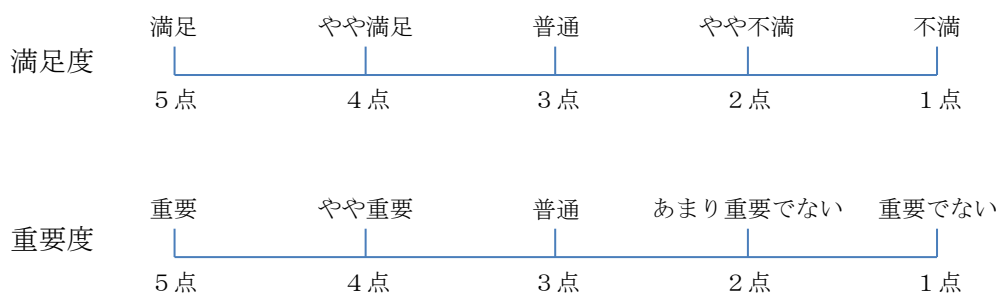 満足 やや満足 普通 やや不満 不満
満足度
５点 ４点 ３点 ２点 １点
重要 やや重要 普通 あまり重要でない 重要でない
重要度
５点 ４点 ３点 ２点 １点